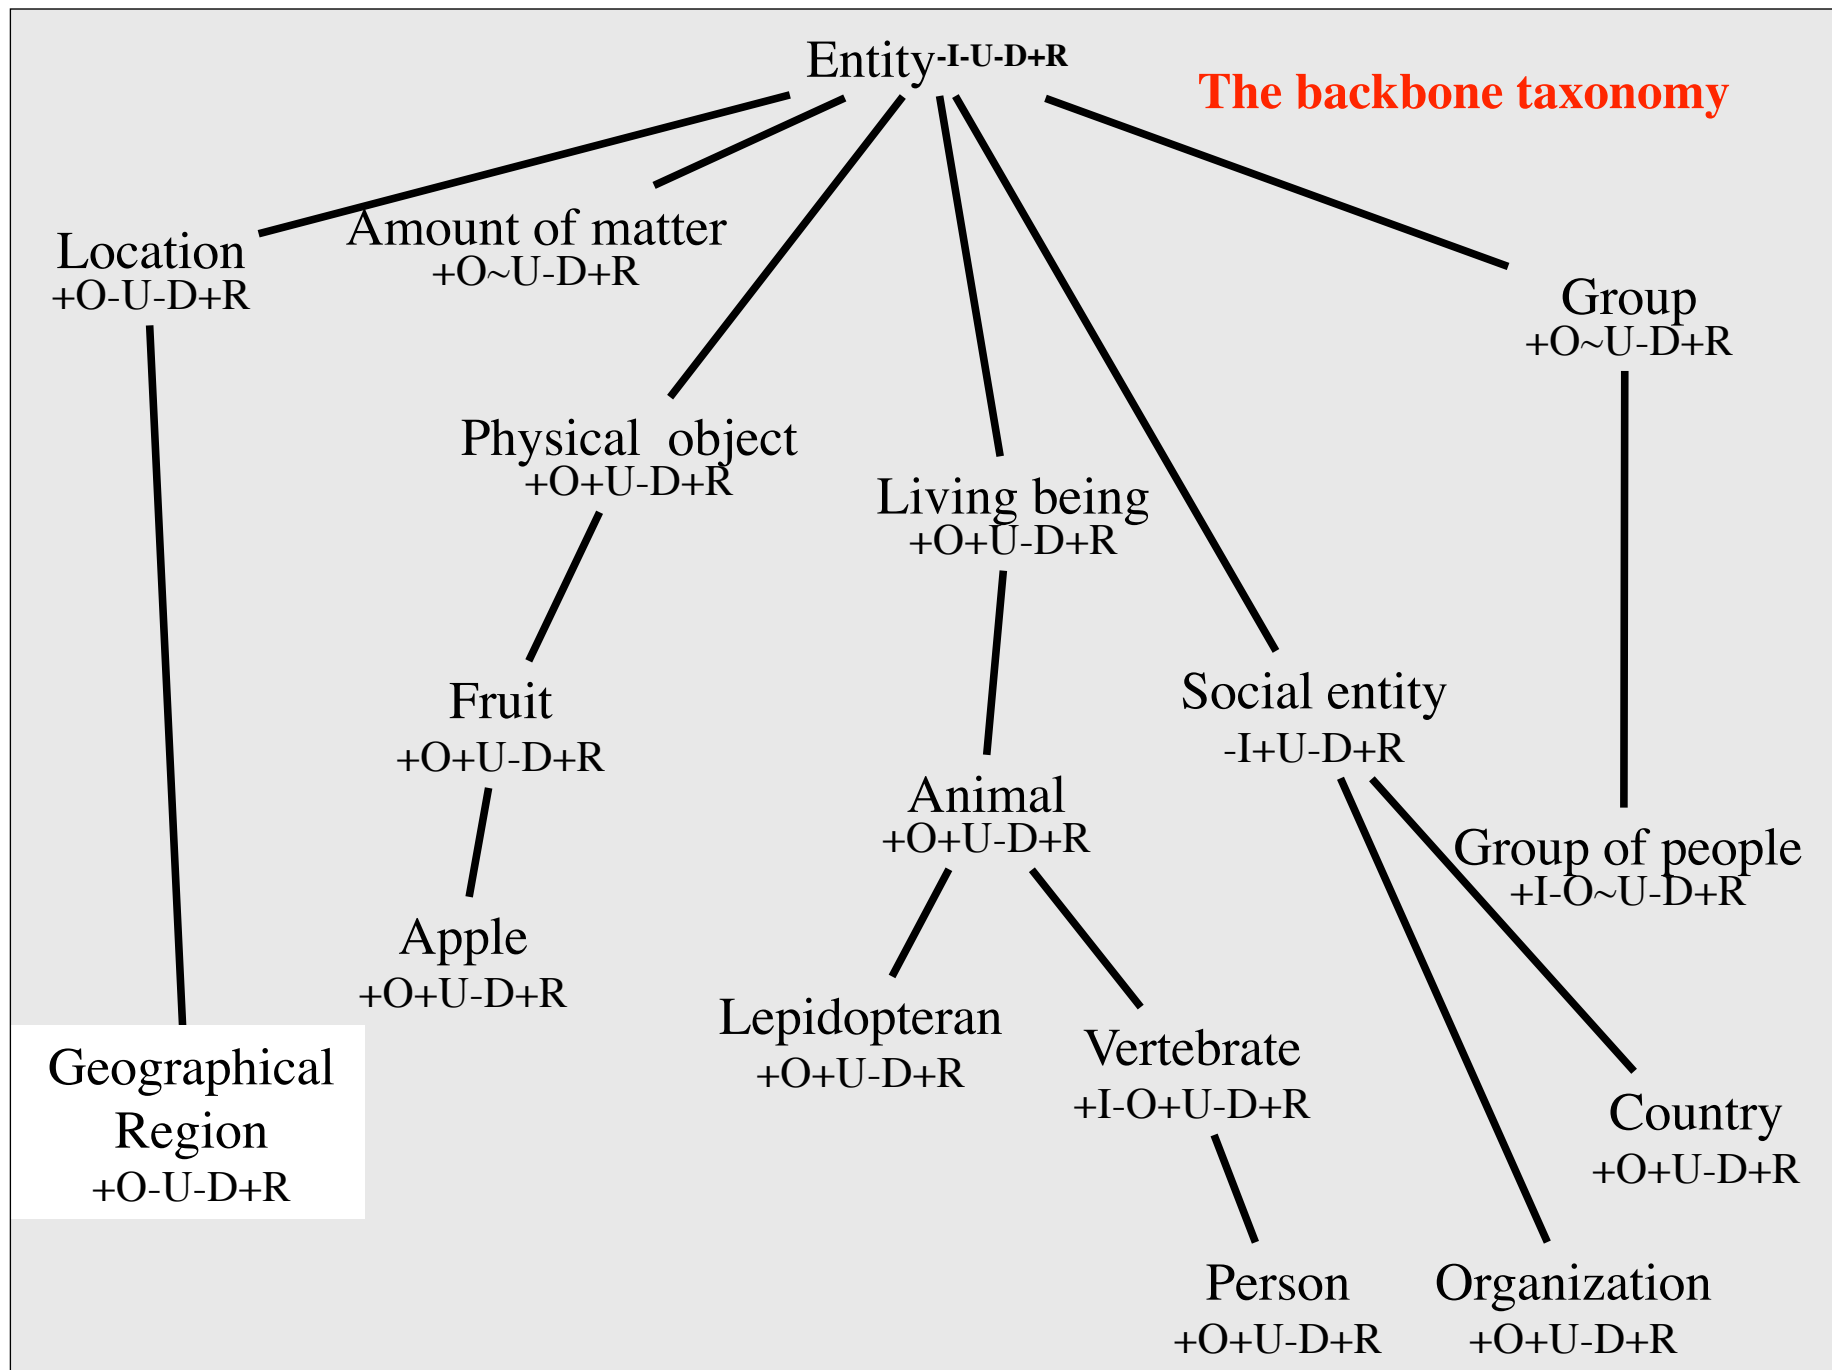 Entity-I-U-D+R
The backbone taxonomy
Location
+O-U-D+R
Amount of matter
+O~U-D+R
Group
+O~U-D+R
Physical object
+O+U-D+R
Living being
+O+U-D+R
Fruit
+O+U-D+R
Social entity
-I+U-D+R
Animal
+O+U-D+R
Group of people
+I-O~U-D+R
Apple
+O+U-D+R
Lepidopteran
+O+U-D+R
Vertebrate
+I-O+U-D+R
Geographical
Region
+O-U-D+R
Country
+O+U-D+R
Person
+O+U-D+R
Organization
+O+U-D+R